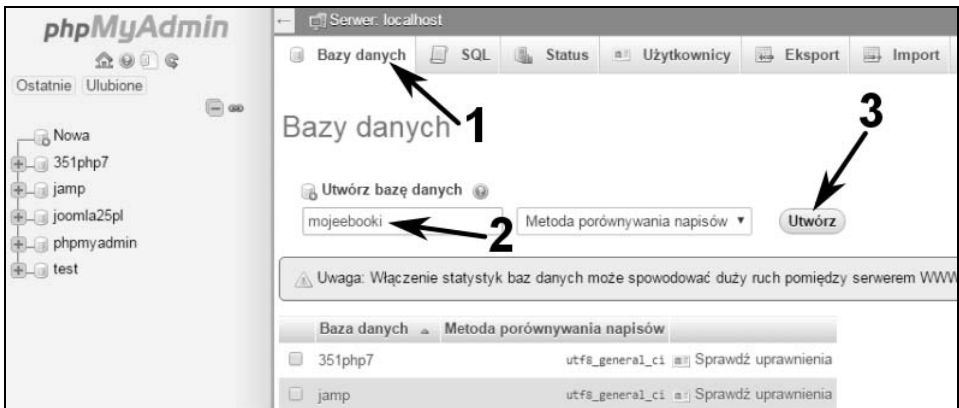 phpMyAdmin
Ostatnie Ulubione
Nowa
351php7
jamp
joomla25pl
phpmyadmin
test
Serwer: localhost
Bazy danych SQL Status Użytkownicy Eksport Import
1
Bazy danych
3
Utwórz bazę danych
mojeebooki Metoda porównywania napisów Utwórz
2
Uwaga: Włączenie statystyk baz danych może spowodować duży ruch pomiędzy serwerem WWW
Baza danych Metoda porównywania napisów
351php7 utf8_general_ci Sprawdź uprawnienia
jamp utf8_general_ci Sprawdź uprawnienia